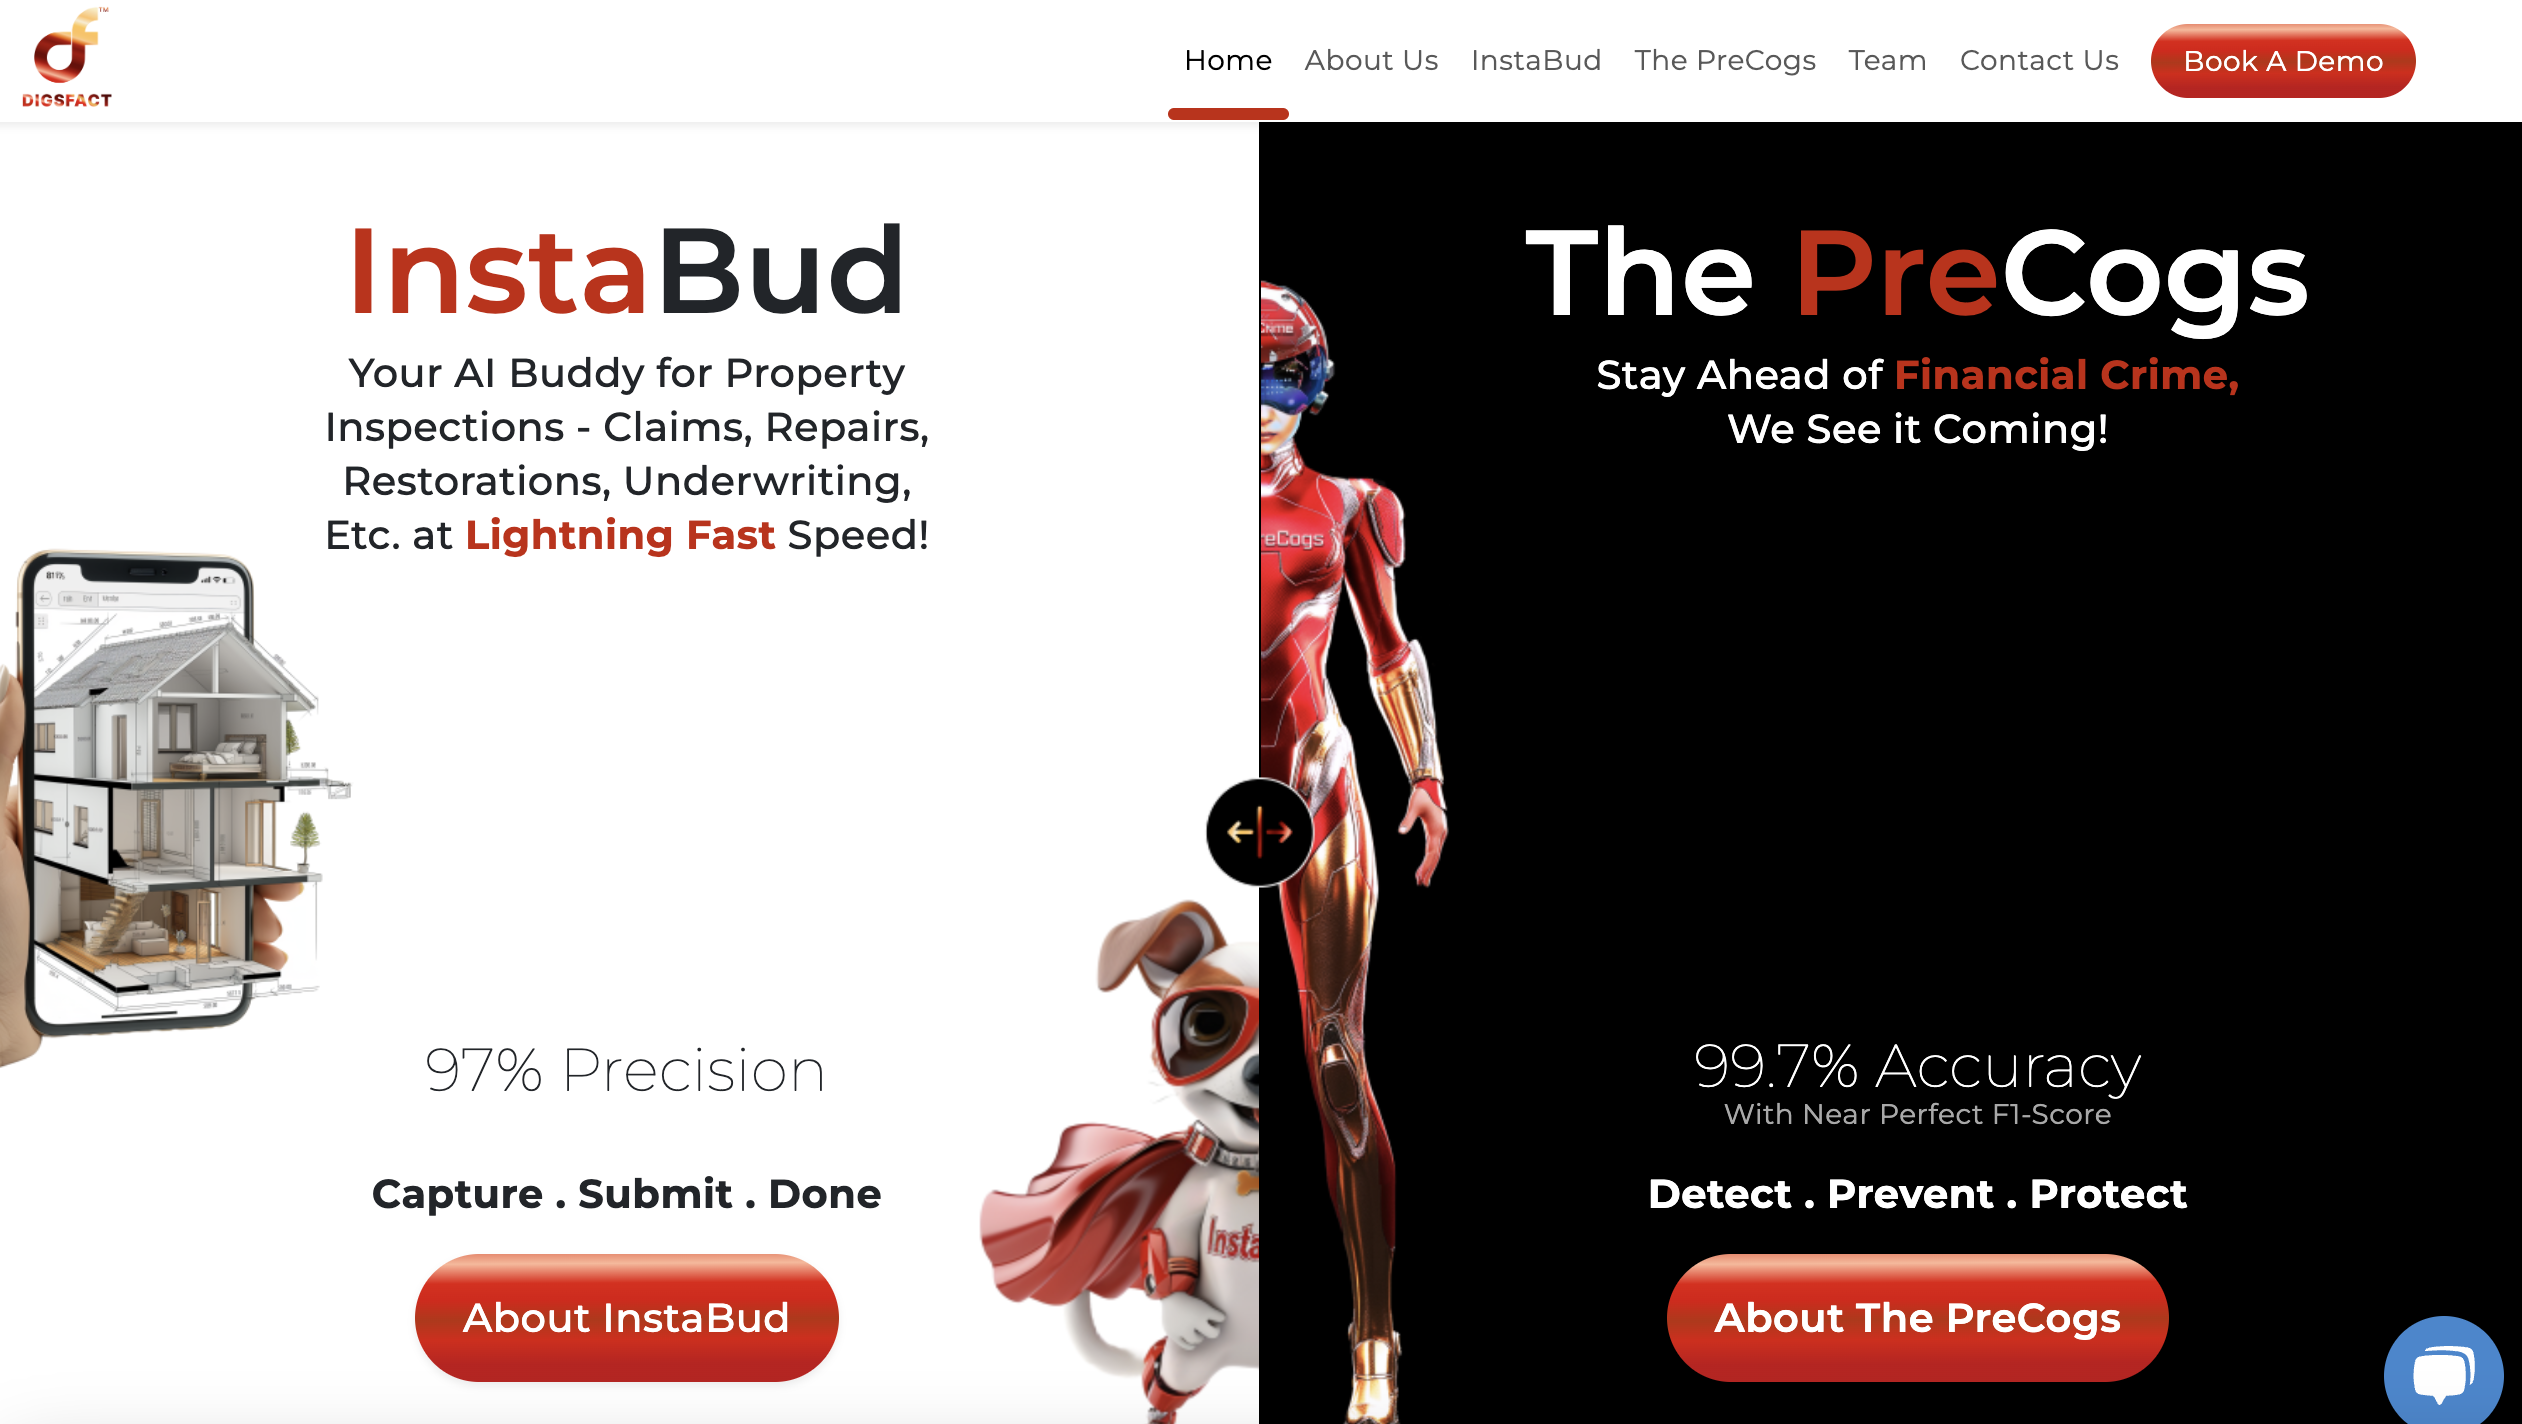 TM
DIGSFACT
Home
About Us
InstaBud
The PreCogs
Team
Contact Us
Book A Demo
InstaBud
Your AI Buddy for Property
Inspections - Claims, Repairs,
Restorations, Underwriting,
Etc. at Lightning Fast Speed!
97% Precision
Capture . Submit . Done
About InstaBud
Insta
The PreCogs
Stay Ahead of Financial Crime,
We See it Coming!
eCogs
99.7% Accuracy
With Near Perfect F1-Score
Detect . Prevent . Protect
About The PreCogs